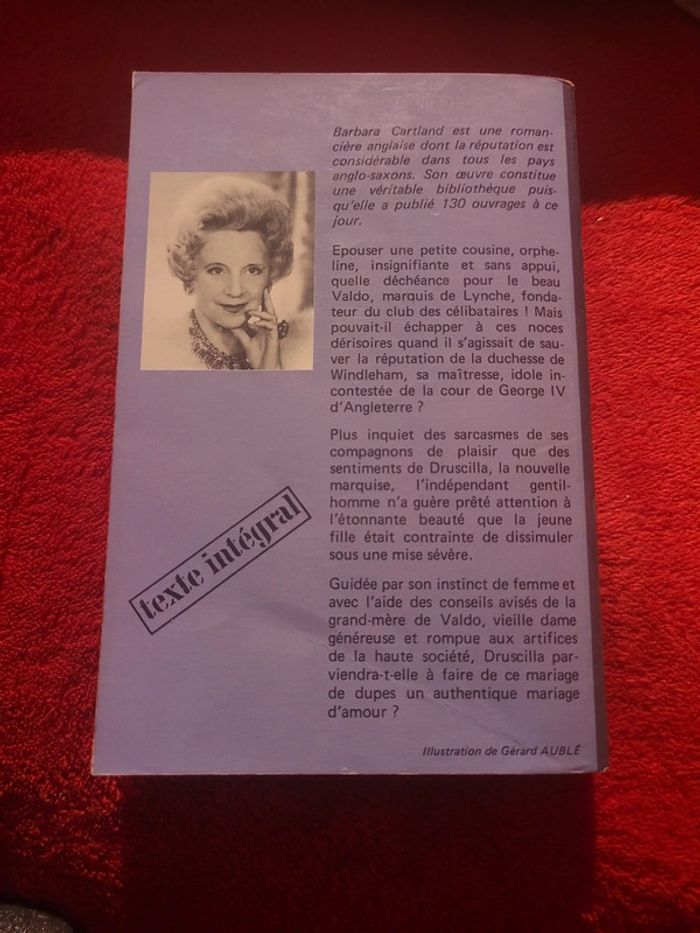 Barbara Cartland est une roman-
cière anglaise dont la réputation est
considérable dans tous les pays
anglo-saxons. Son œuvre constitue
une véritable bibliothèque puis-
qu'elle a publié 130 ouvrages à ce
jour.
Epouser une petite cousine, orphe-
line, insignifiante et sans appui,
quelle déchéance pour le beau
Valdo, marquis de Lynche, fonda-
teur du club des célibataires ! Mais
pouvait-il échapper à ces noces
dérisoires quand il s'agissait de sau-
ver la réputation de la duchesse de
Windleham, sa maîtresse, idole in-
contestée de la cour de George IV
d'Angleterre ?
Plus inquiet des sarcasmes de ses
compagnons de plaisir que des
sentiments de Druscilla, la nouvelle
marquise, l'indépendant gentil-
homme n'a guère prêté attention à
l'étonnante beauté que la jeune
fille était contrainte de dissimuler
sous une mise sévère.
Guidée par son instinct de femme et
avec l'aide des conseils avisés de la
grand-mère de Valdo, vieille dame
généreuse et rompue aux artifices
de la haute société, Druscilla par-
viendra-t-elle à faire de ce mariage
de dupes un authentique mariage
d'amour ?
texte intégral
Illustration de Gérard AUBLÉ